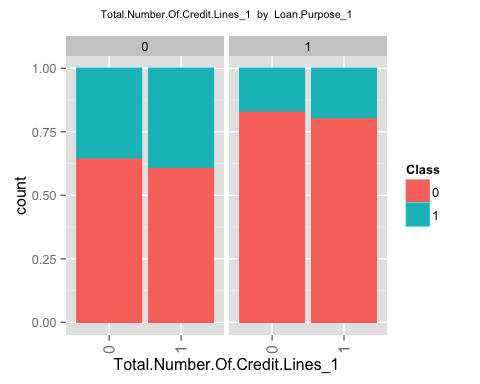 Total.Number.Of.Credit.Lines_1 by Loan.Purpose_1
0 1
1.00
0.75
0.50
0.25
0.00
count
0 1 0 1
Total.Number.Of.Credit.Lines_1
Class
0
1